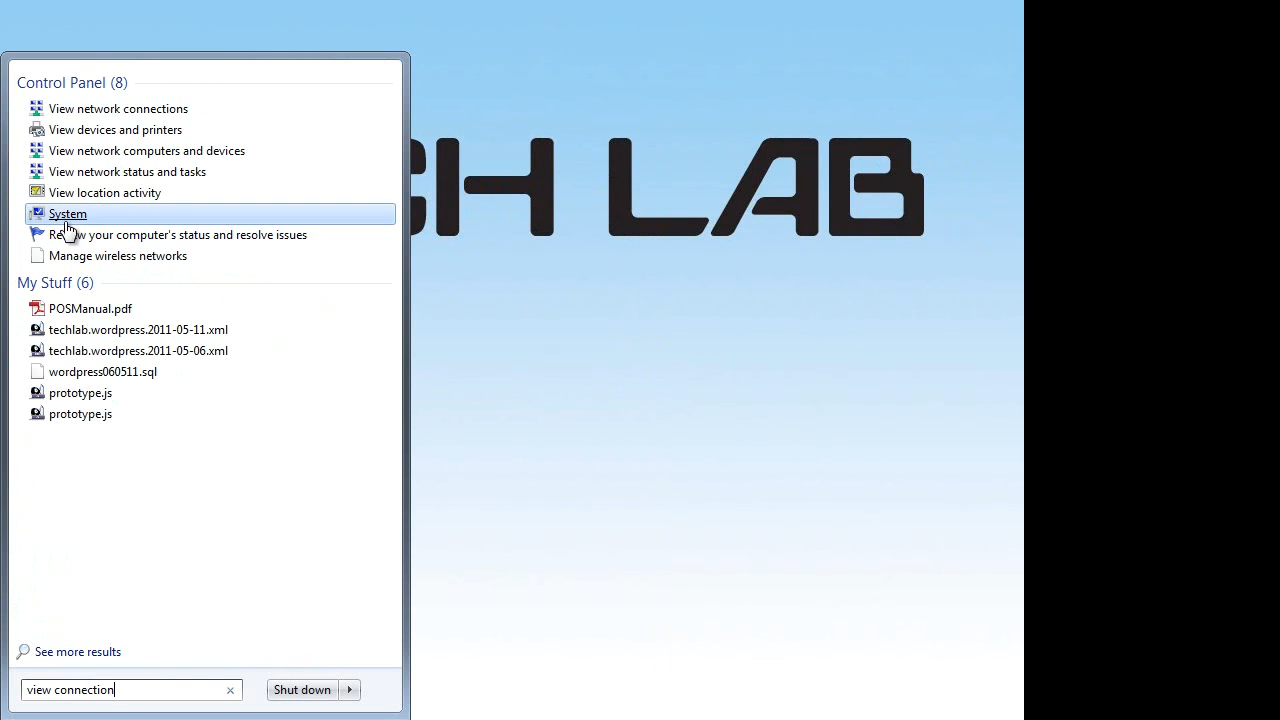 Control Panel (8)
View network connections
View devices and printers
CH LAB
View network computers and devices
View network status and tasks
View location activity
System
your computer's status and resolve issues
Manage wireless networks
My Stuff (6)
POSManual.pdf
techlab.wordpress.2011-05-11.xml
techlab.wordpress.2011-05-06.xml
wordpress060511.sql
prototype.js
prototype.js
See more results
view connection
Shut down